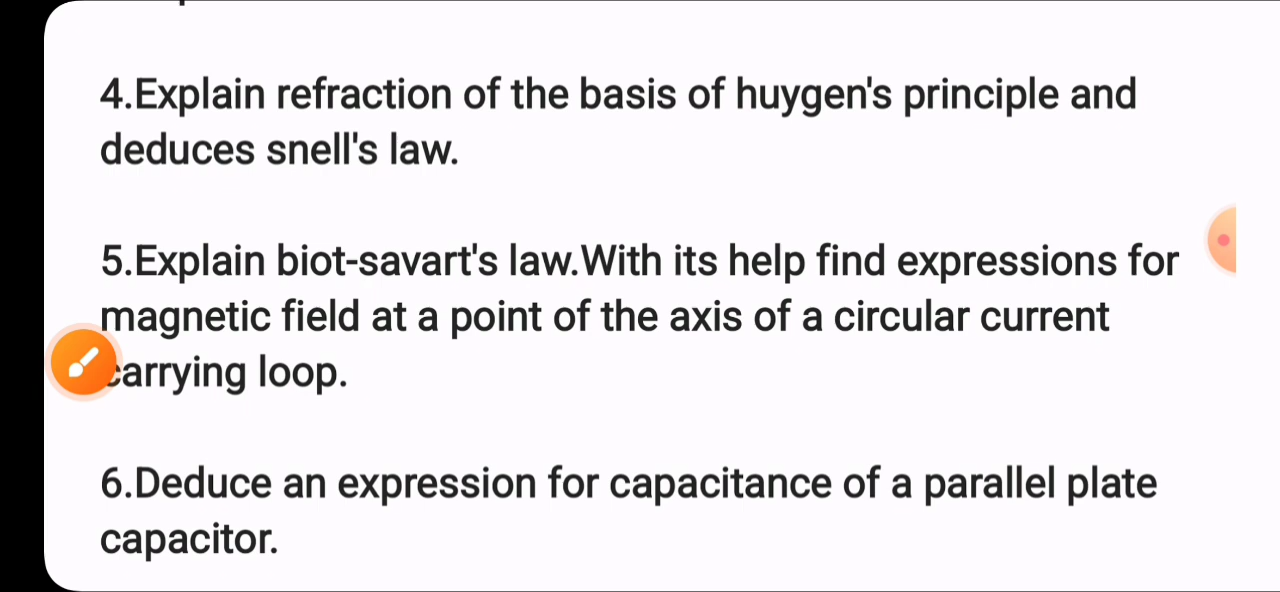 4.Explain refraction of the basis of huygen's principle and
deduces snell's law.
5.Explain biot-savart's law.With its help find expressions for
magnetic field at a point of the axis of a circular current
carrying loop.
6.Deduce an expression for capacitance of a parallel plate
capacitor.